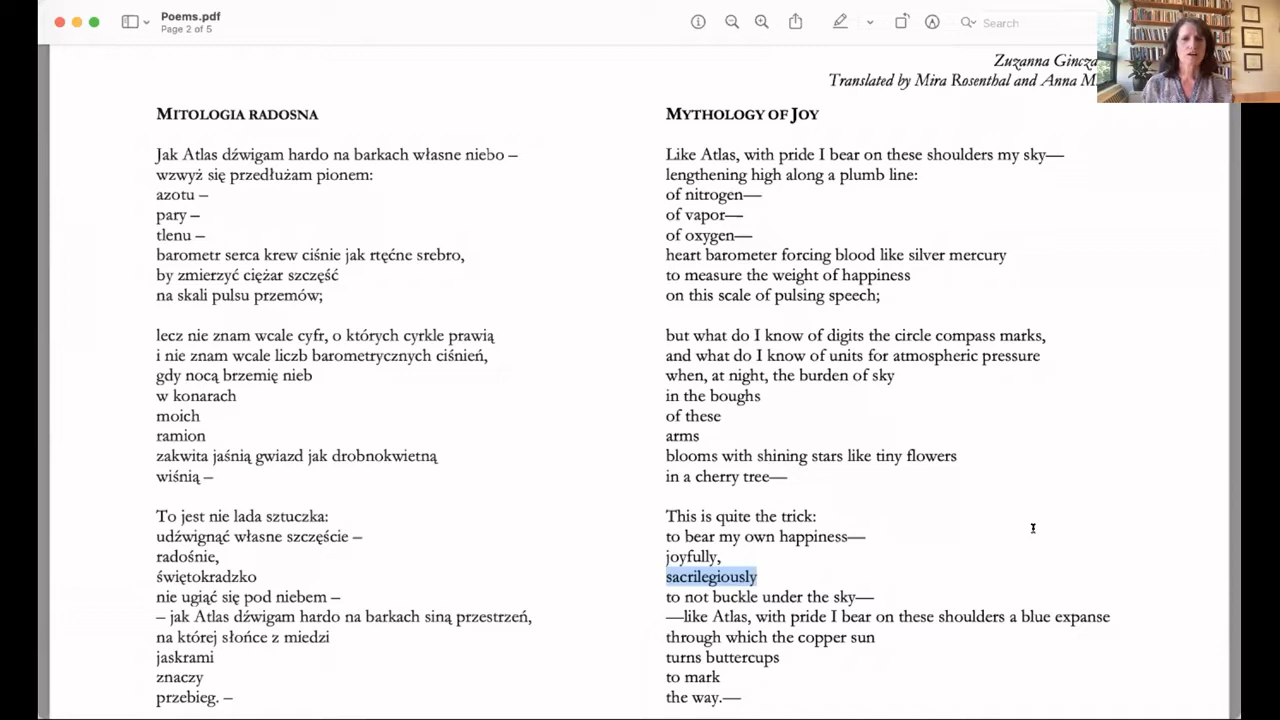 Poems.pdf
Page 2 of 5
Search
Zuzanna
Translated by Mira Rosenthal and Anna
MITOLOGIA RADOSNA
Jak Atlas dźwigam hardo na barkach własne niebo –
wzwyż się przedłużam pionem:
azotu –
pary –
tlenu –
barometr serca krew ciśnie jak rtęćne srebro,
by zmierzyć ciężar szczęść
na skali pulsu przemów;
lecz nie znam wcale cyfr, o których cyrkle prawią
i nie znam wcale liczb barometrycznych ciśnień,
gdy nocą brzemię nieb
w konarach
moich
ramion
zakwita jaśnią gwiazd jak drobnokwietną
wiśnią –
To jest nie lada sztuczka:
udźwignąć własne szczęście –
radośnie,
świętokradzko
nie ugiąć się pod niebem –
– jak Atlas dźwigam hardo na barkach siną przestrzeń,
na której słońce z miedzi
jaskrami
znaczy
przebieg. –
MYTHOLOGY OF JOY
Like Atlas, with pride I bear on these shoulders my sky—
lengthening high along a plumb line:
of nitrogen—
of vapor—
of oxygen—
heart barometer forcing blood like silver mercury
to measure the weight of happiness
on this scale of pulsing speech;
but what do I know of digits the circle compass marks,
and what do I know of units for atmospheric pressure
when, at night, the burden of sky
in the boughs
of these
arms
blooms with shining stars like tiny flowers
in a cherry tree—
This is quite the trick:
to bear my own happiness—
joyfully,
sacrilegiously
to not buckle under the sky—
—like Atlas, with pride I bear on these shoulders a blue expanse
through which the copper sun
turns buttercups
to mark
the way.—